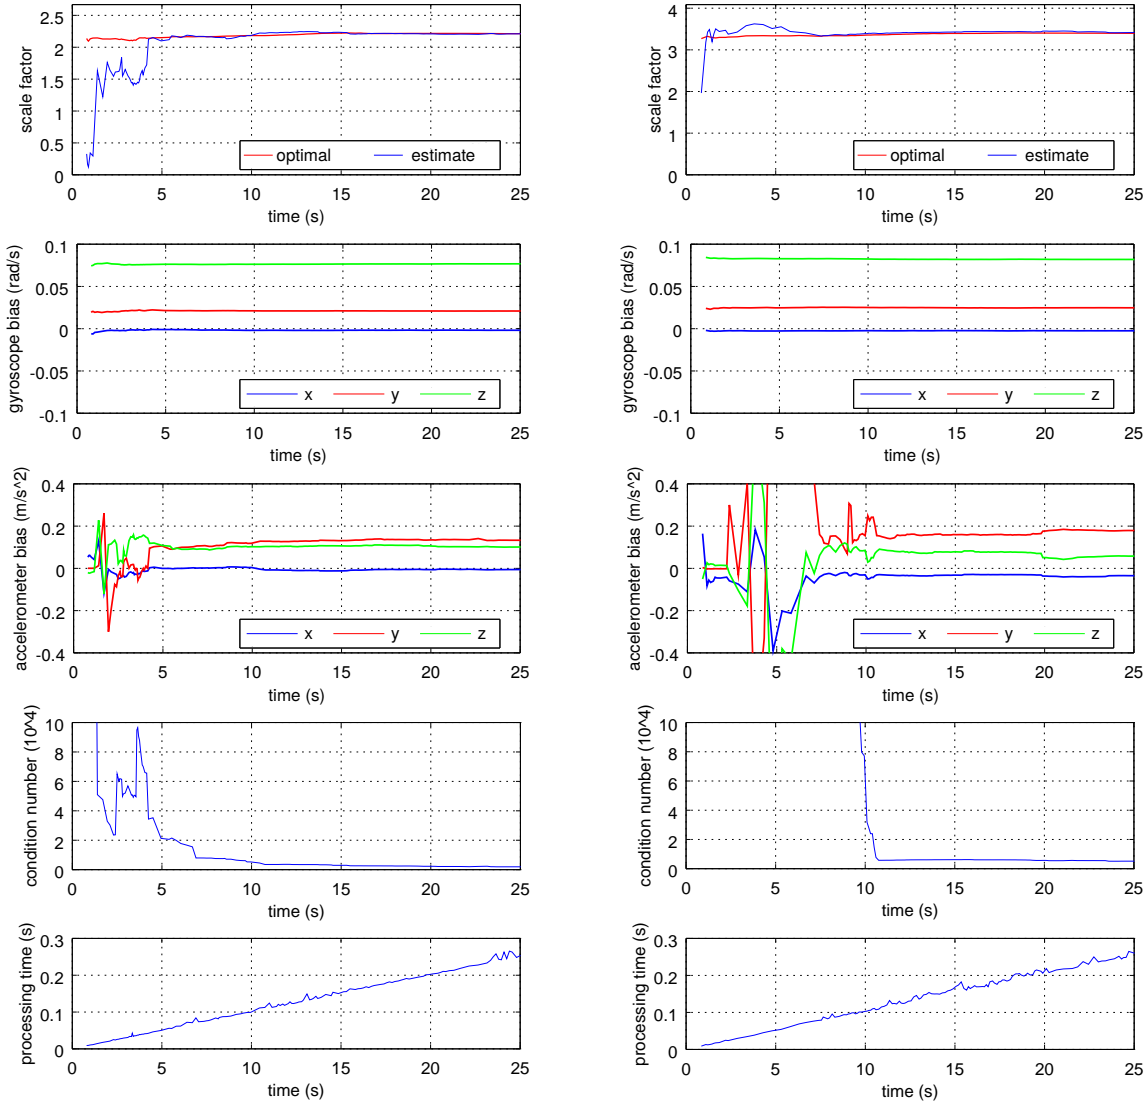 scale factor
2.5
2
1.5
1
0.5
0
optimal estimate
0 5 10 15 20 25
time (s)
scale factor
4
3
2
1
0
optimal estimate
0 5 10 15 20 25
time (s)
gyroscope bias (rad/s)
0.1
0.05
0
-0.05
-0.1
x y z
0 5 10 15 20 25
time (s)
gyroscope bias (rad/s)
0.1
0.05
0
-0.05
-0.1
x y z
0 5 10 15 20 25
time (s)
accelerometer bias (m/s^2)
0.4
0.2
0
-0.2
-0.4
x y z
0 5 10 15 20 25
time (s)
accelerometer bias (m/s^2)
0.4
0.2
0
-0.2
-0.4
x y z
0 5 10 15 20 25
time (s)
condition number (10^4)
10
8
6
4
2
0
0 5 10 15 20 25
time (s)
condition number (10^4)
10
8
6
4
2
0
0 5 10 15 20 25
time (s)
processing time (s)
0.3
0.2
0.1
0
0 5 10 15 20 25
time (s)
processing time (s)
0.3
0.2
0.1
0
0 5 10 15 20 25
time (s)